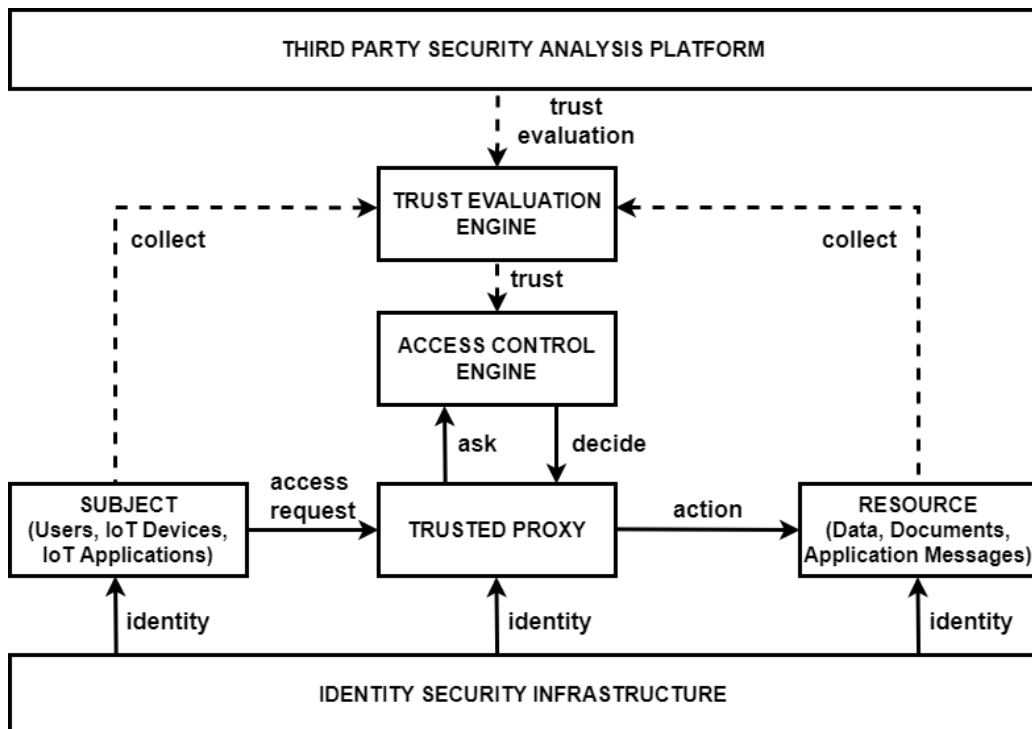 THIRD PARTY SECURITY ANALYSIS PLATFORM
trust
evaluation
TRUST EVALUATION
ENGINE
collect
collect
trust
ACCESS CONTROL
ENGINE
ask
decide
SUBJECT
(Users, IoT Devices,
IoT Applications)
access
request
TRUSTED PROXY
action
RESOURCE
(Data, Documents,
Application Messages)
identity
identity
identity
IDENTITY SECURITY INFRASTRUCTURE